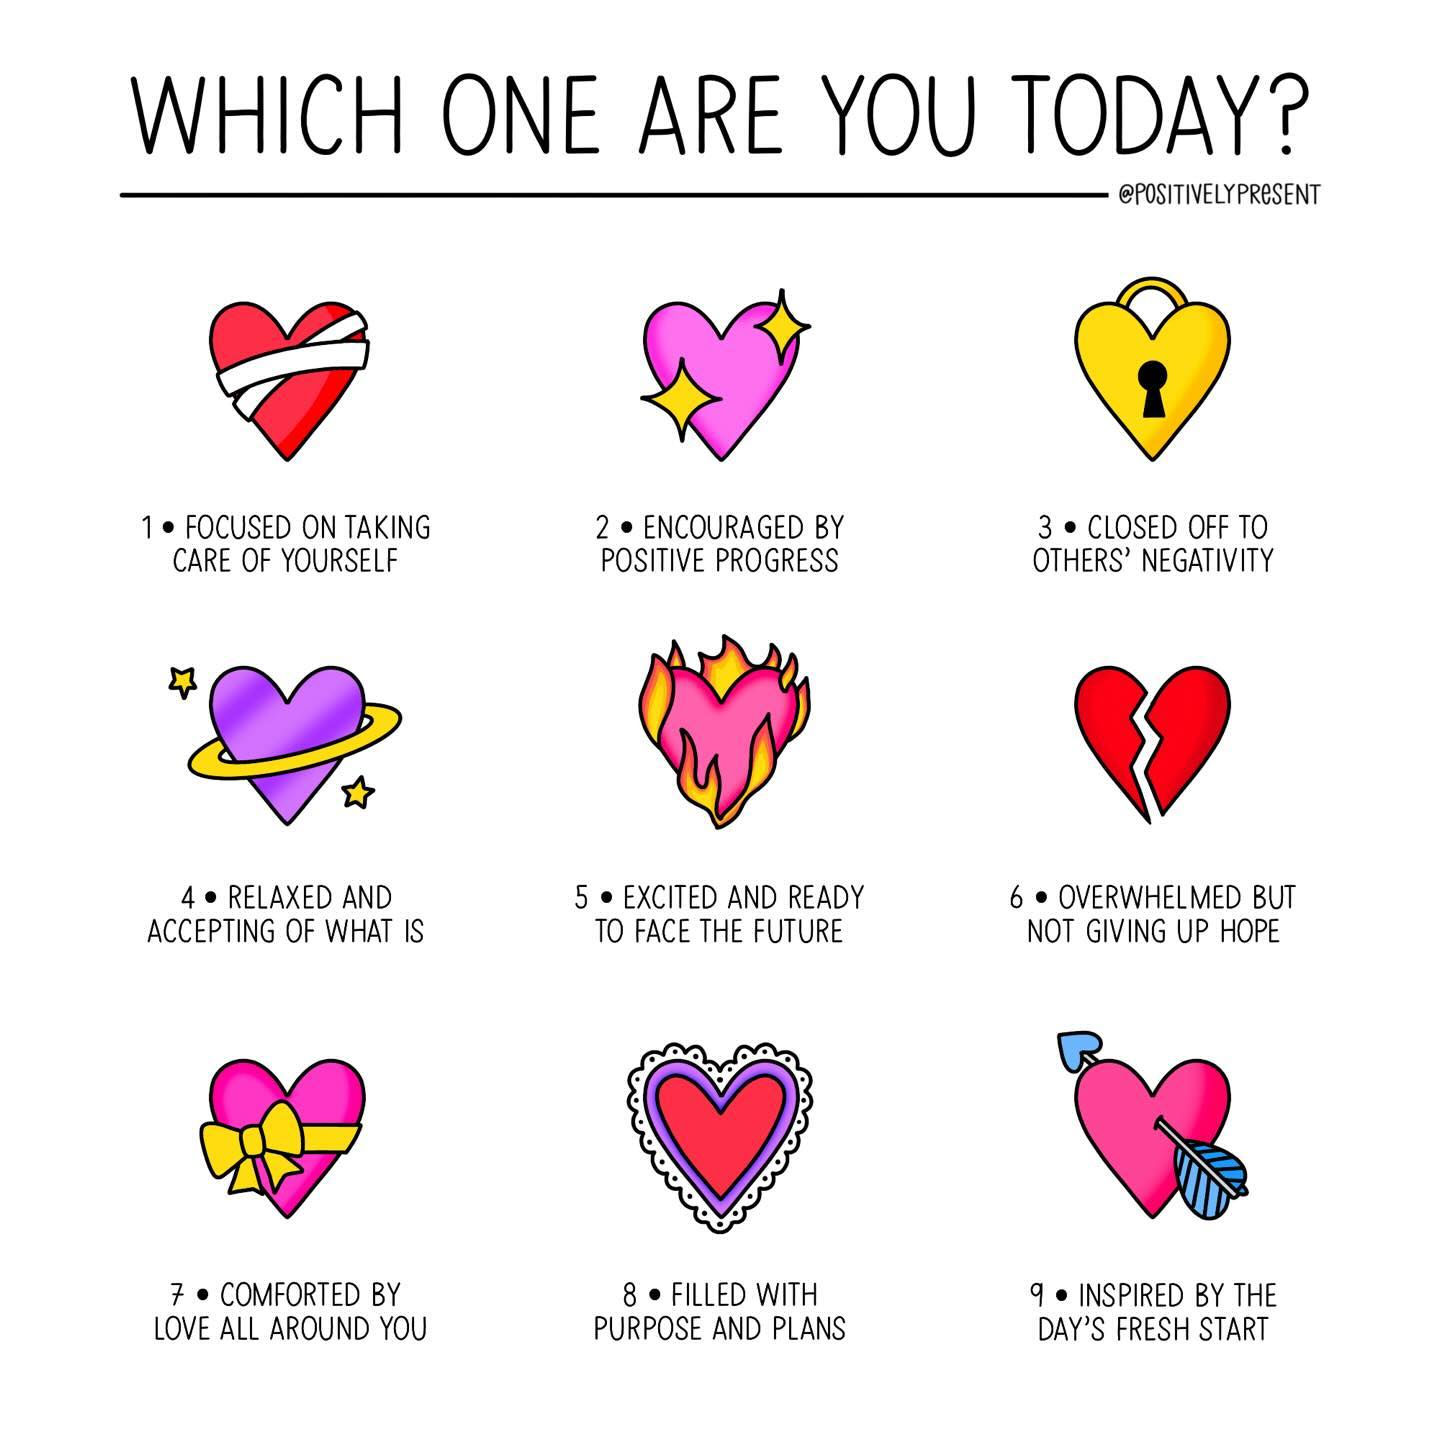 WHICH ONE ARE YOU TODAY?
@POSITIVELYPRESENT
1 • FOCUSED ON TAKING
CARE OF YOURSELF
2 • ENCOURAGED BY
POSITIVE PROGRESS
3 • CLOSED OFF TO
OTHERS' NEGATIVITY
4 • RELAXED AND
ACCEPTING OF WHAT IS
5 • EXCITED AND READY
TO FACE THE FUTURE
6 • OVERWHELMED BUT
NOT GIVING UP HOPE
7 • COMFORTED BY
LOVE ALL AROUND YOU
8 • FILLED WITH
PURPOSE AND PLANS
9 • INSPIRED BY THE
DAY'S FRESH START